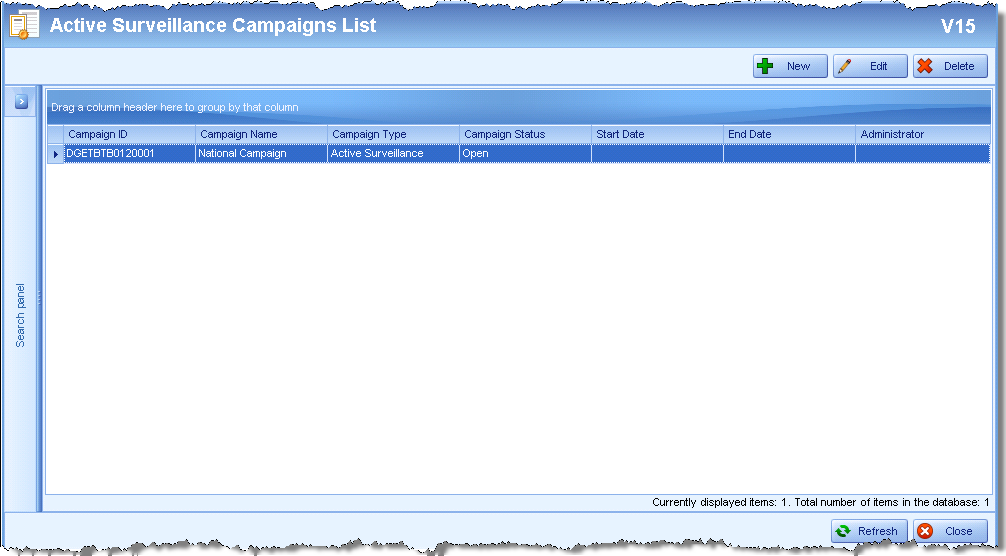 Active Surveillance Campaigns List V15
New Edit Delete
Drag a column header here to group by that column
Campaign ID Campaign Name Campaign Type Campaign Status Start Date End Date Administrator
DGETBTB0120001 National Campaign Active Surveillance Open
Search panel
Currently displayed items: 1. Total number of items in the database: 1
Refresh Close